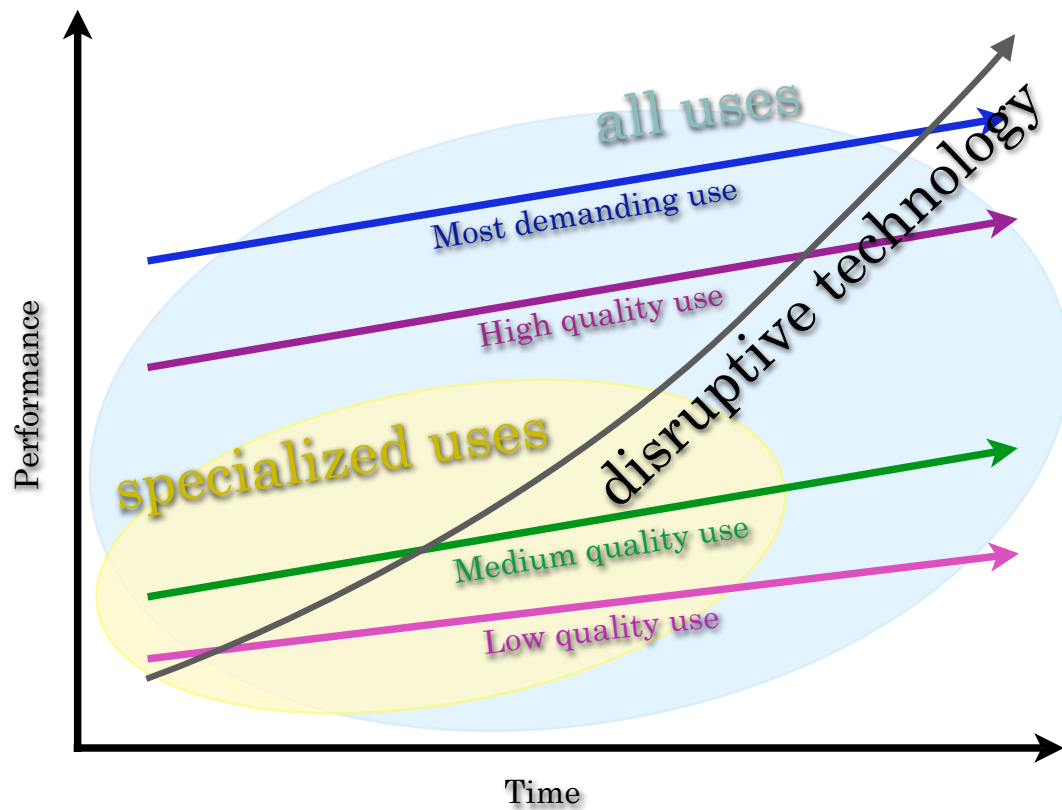 all uses
Most demanding use
High quality use
disruptive technology
specialized uses
Medium quality use
Low quality use
Performance
Time